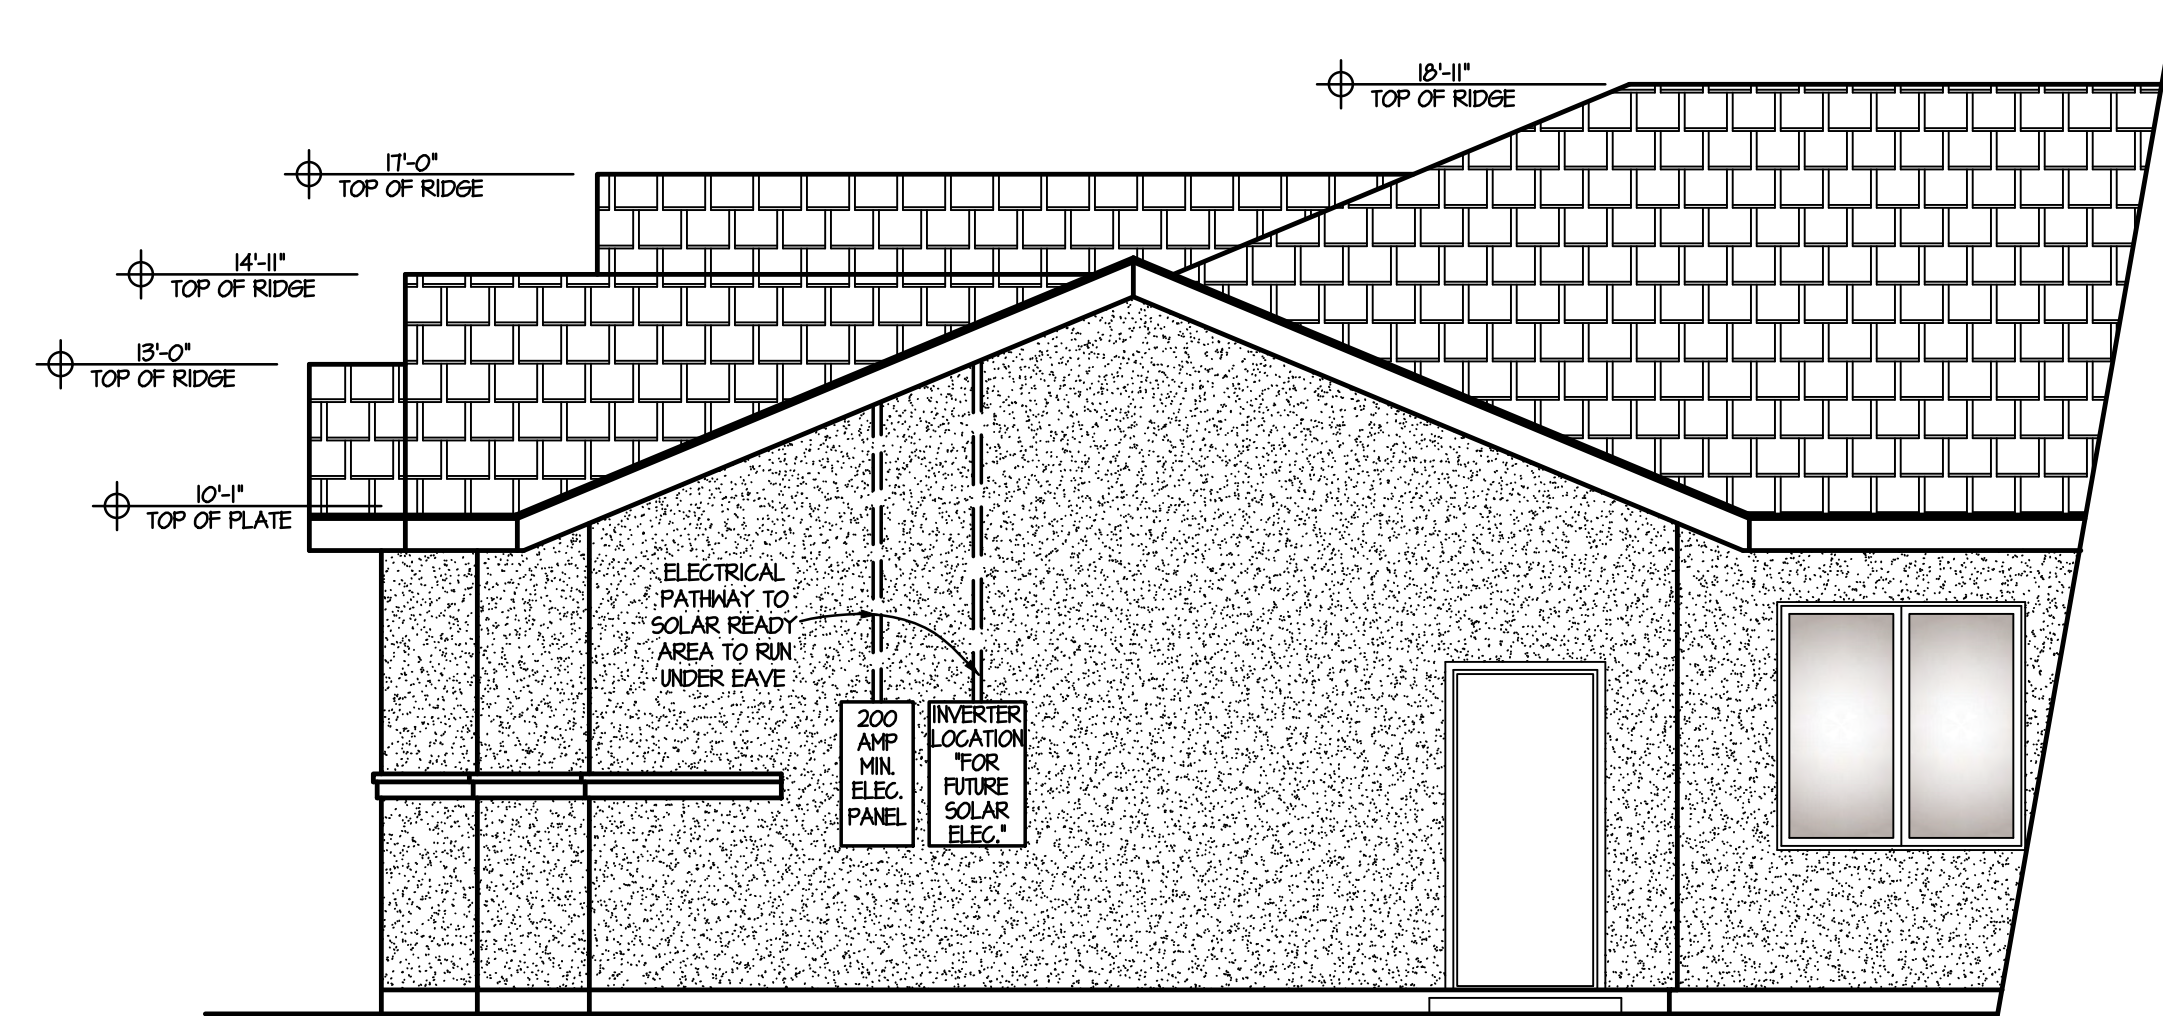 18'-11"
TOP OF RIDGE
17'-0"
TOP OF RIDGE
14'-11"
TOP OF RIDGE
13'-0"
TOP OF RIDGE
10'-1"
TOP OF PLATE
ELECTRICAL
PATHWAY TO
SOLAR READY
AREA TO RUN
UNDER EAVE
200
AMP
MIN.
ELEC.
PANEL
INVERTER
LOCATION
"FOR
FUTURE
SOLAR
ELEC."